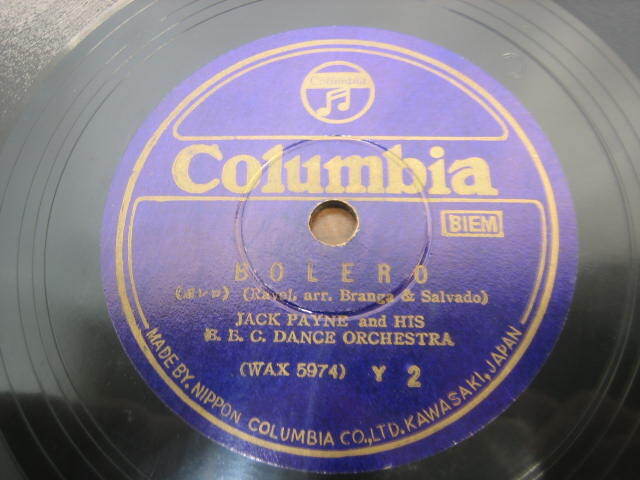 Columbia
Columbia
BIEM
BOLERO
(ボレロ) (Ravel, arr. Branga & Salvado)
JACK PAYNE and HIS
B. B. C. DANCE ORCHESTRA
(WAX 5974) Y 2
MADE BY, NIPPON COLUMBIA CO., LTD. KAWASAKI, JAPAN